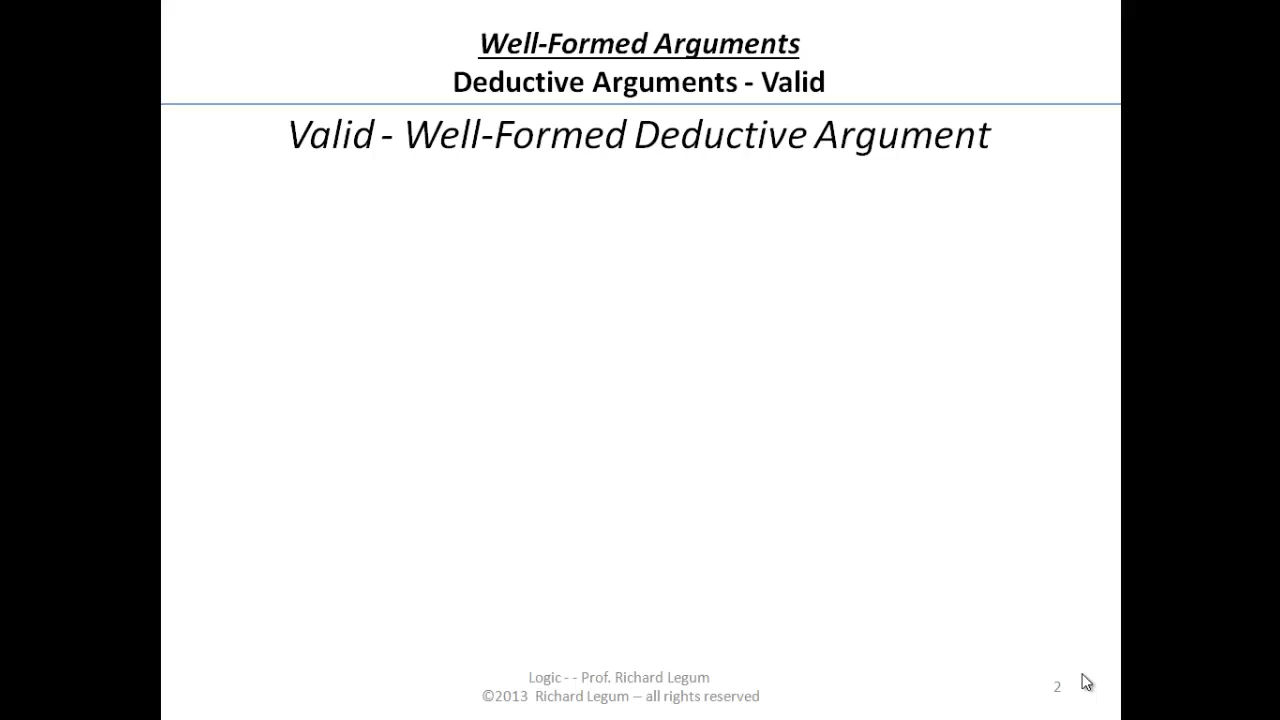 Well-Formed Arguments
Deductive Arguments - Valid
Valid - Well-Formed Deductive Argument
Logic - - Prof. Richard Legum
©2013 Richard Legum – all rights reserved
2